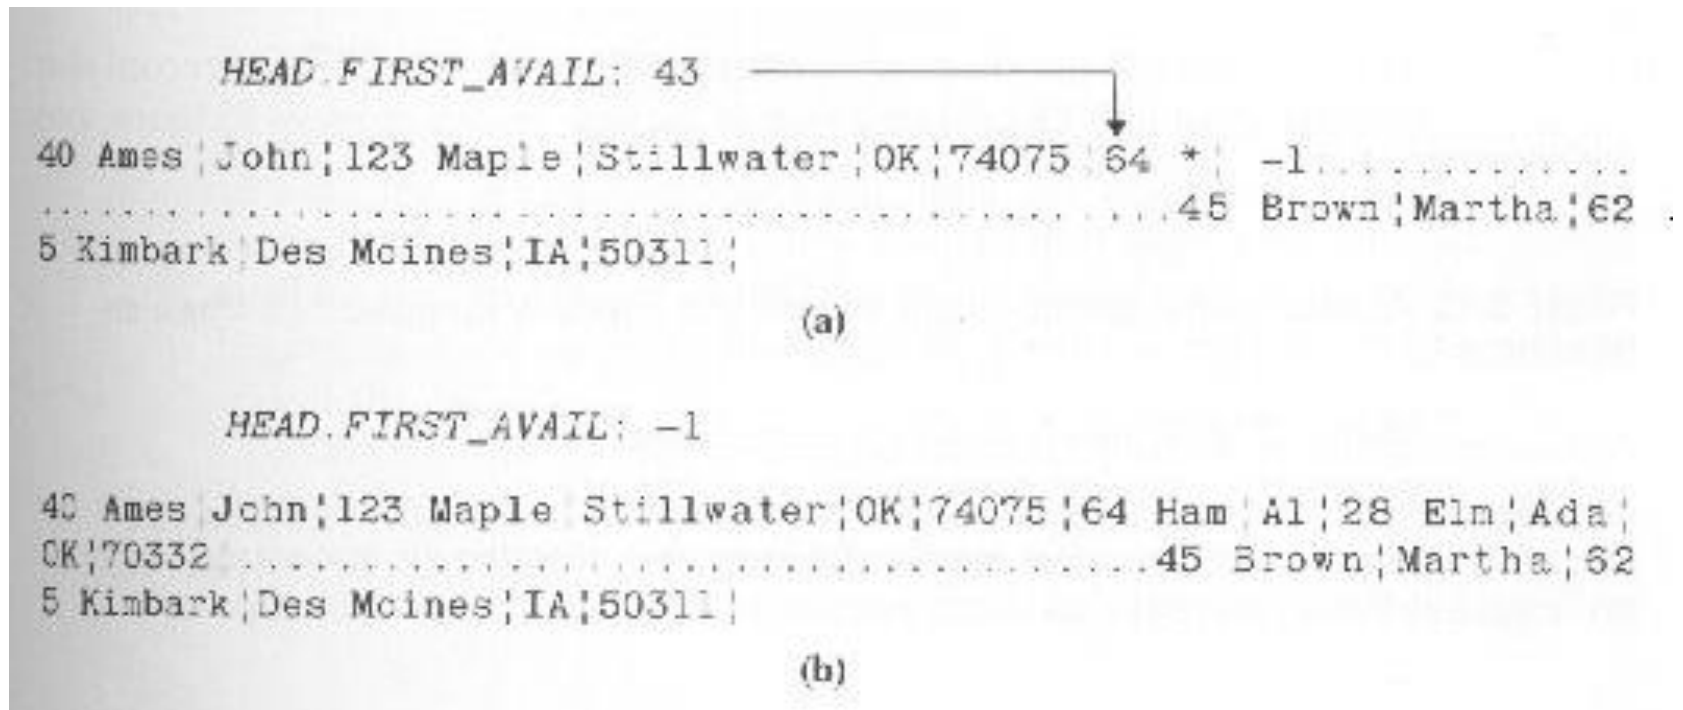 HEAD.FIRST_AVAIL: 43
40 Ames¦John¦123 Maple¦Stillwater¦OK¦74075¦64 *¦ -1.............
.............................................45 Brown¦Martha¦62
5 Kimbark¦Des Moines¦IA¦50311¦
(a)
HEAD.FIRST_AVAIL: -1
40 Ames¦John¦123 Maple Stillwater¦OK¦74075¦64 Ham¦Al¦28 Elm¦Ada¦
OK¦70332¦....................................45 Brown¦Martha¦62
5 Kimbark¦Des Moines¦IA¦50311¦
(b)